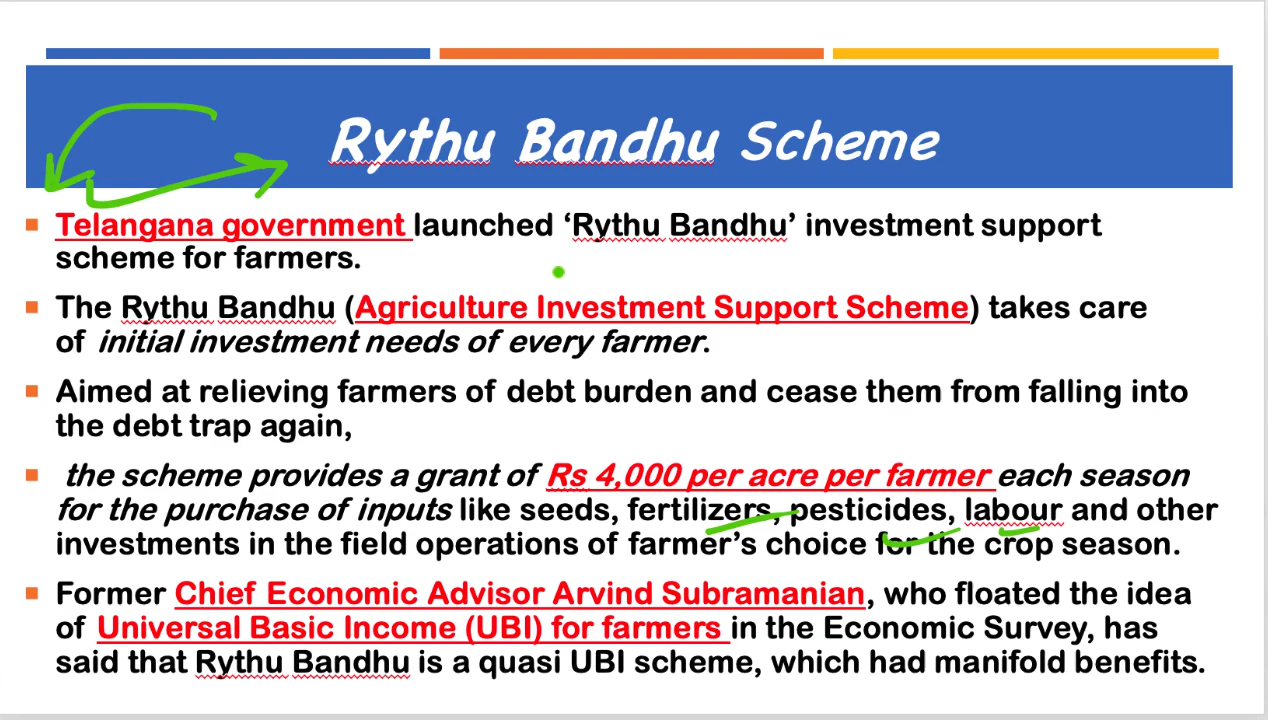 Rythu Bandhu Scheme
Telangana government launched ‘Rythu Bandhu’ investment support
scheme for farmers.
The Rythu Bandhu (Agriculture Investment Support Scheme) takes care
of initial investment needs of every farmer.
Aimed at relieving farmers of debt burden and cease them from falling into
the debt trap again,
the scheme provides a grant of Rs 4,000 per acre per farmer each season
for the purchase of inputs like seeds, fertilizers, pesticides, labour and other
investments in the field operations of farmer’s choice for the crop season.
Former Chief Economic Advisor Arvind Subramanian, who floated the idea
of Universal Basic Income (UBI) for farmers in the Economic Survey, has
said that Rythu Bandhu is a quasi UBI scheme, which had manifold benefits.